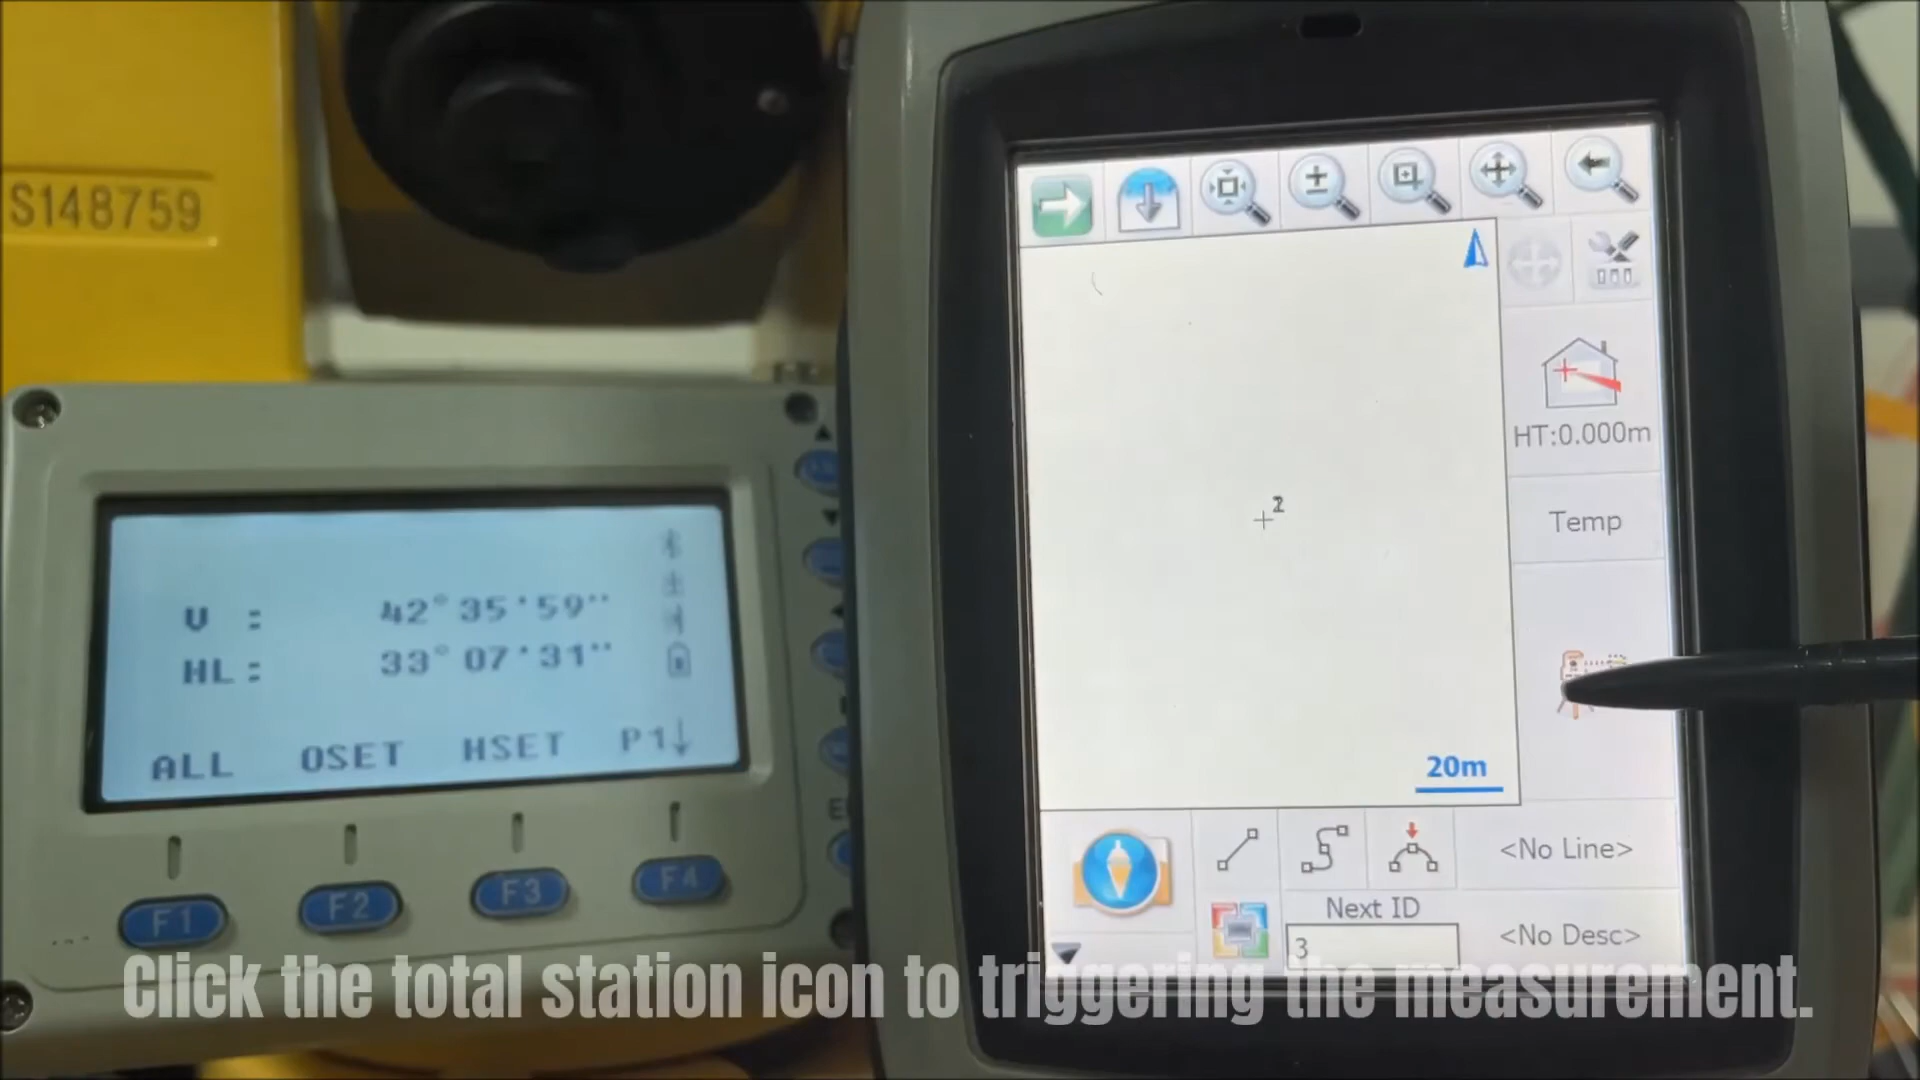 S148759
V : 42°35'59"
HL: 33°07'31"
ALL OSET HSET P1↓
F1 F2 F3 F4
HT:0.000m
Temp
2
20m
<No Line>
Next ID
3
<No Desc>
Click the total station icon to triggering the measurement.